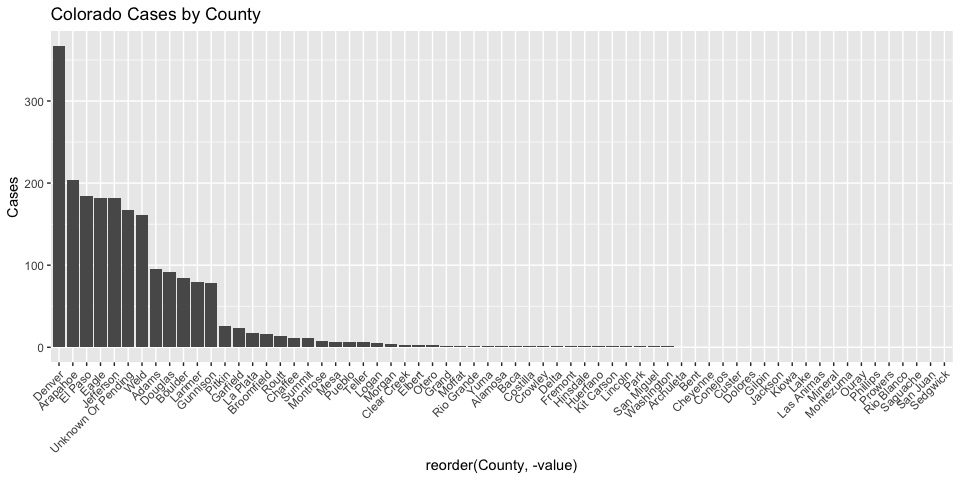 Colorado Cases by County
Cases
300
200
100
0
Denver
Arapahoe
El Paso
Eagle
Jefferson
Unknown Or Pending
Weld
Adams
Douglas
Boulder
Larimer
Gunnison
Pitkin
Garfield
La Plata
Broomfield
Routt
Chaffee
Summit
Montrose
Mesa
Pueblo
Teller
Logan
Morgan
Clear Creek
Elbert
Otero
Grand
Moffat
Rio Grande
Yuma
Alamosa
Baca
Costilla
Crowley
Delta
Fremont
Hinsdale
Huerfano
Kit Carson
Lincoln
Park
San Miguel
Washington
Archuleta
Bent
Cheyenne
Conejos
Custer
Dolores
Gilpin
Jackson
Kiowa
Lake
Las Animas
Mineral
Montezuma
Ouray
Phillips
Prowers
Rio Blanco
Saguache
San Juan
Sedgwick
reorder(County, -value)